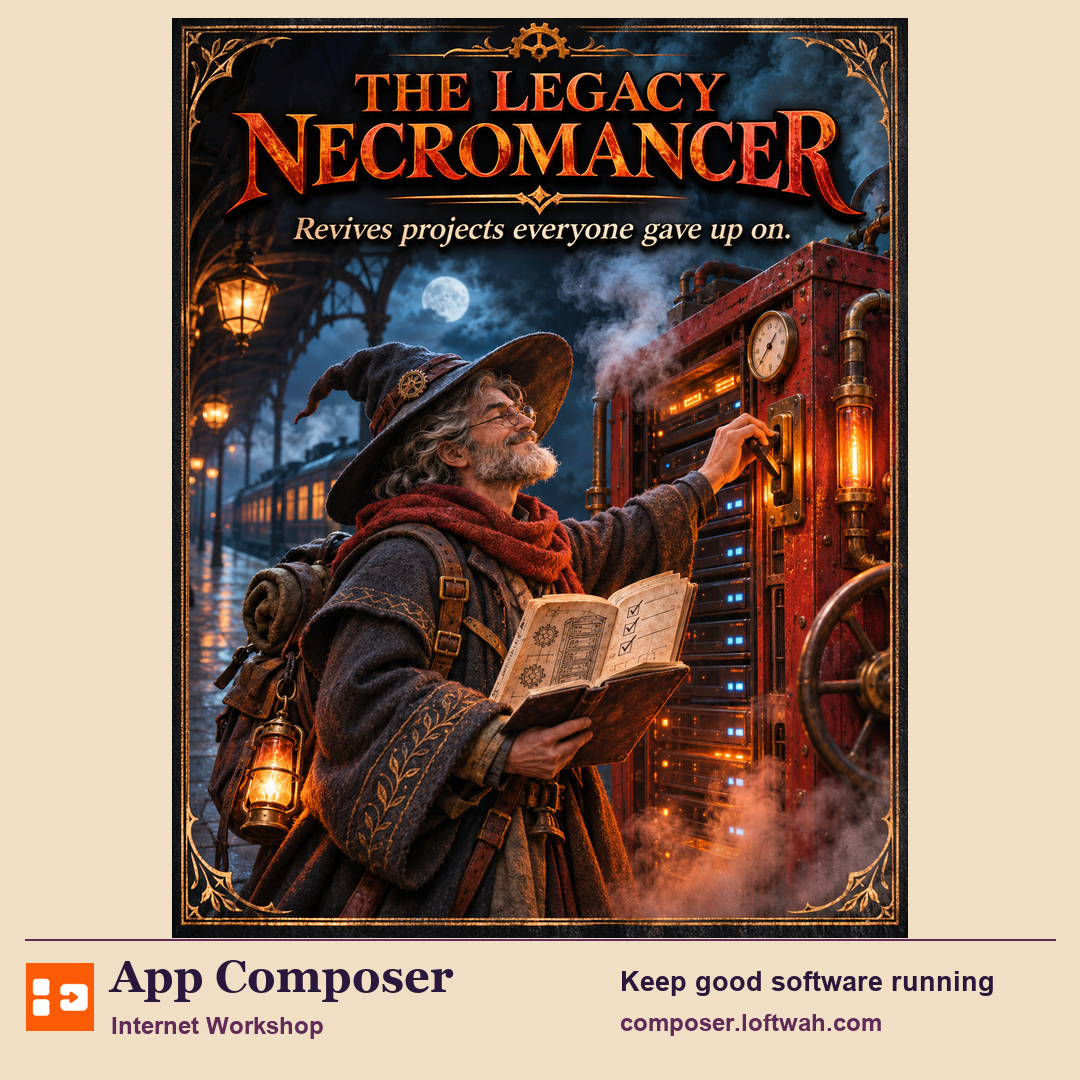 THE LEGACY
NECROMANCER
Revives projects everyone gave up on.
App Composer
Internet Workshop
Keep good software running
composer.loftwah.com